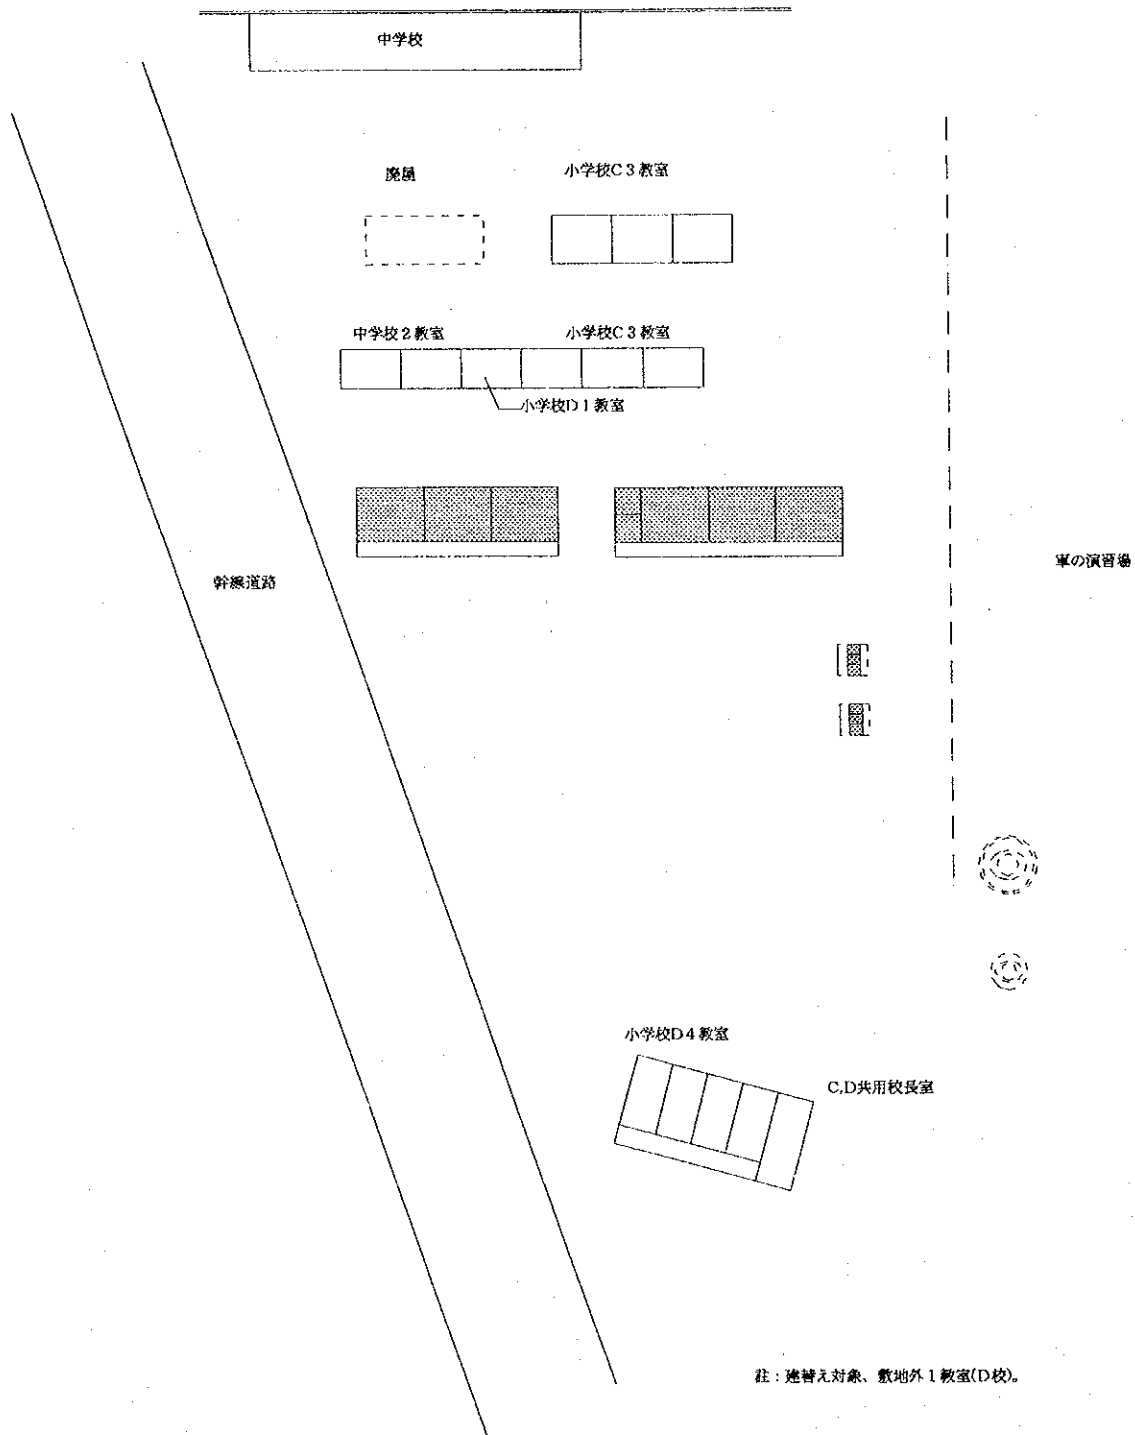 中学校
廃屋
小学校C3教室
中学校2教室
小学校C3教室
小学校D1教室
幹線道路
軍の演習場
小学校D4教室
C,D共用校長室
註：建替え対象、敷地外1教室(D校)。